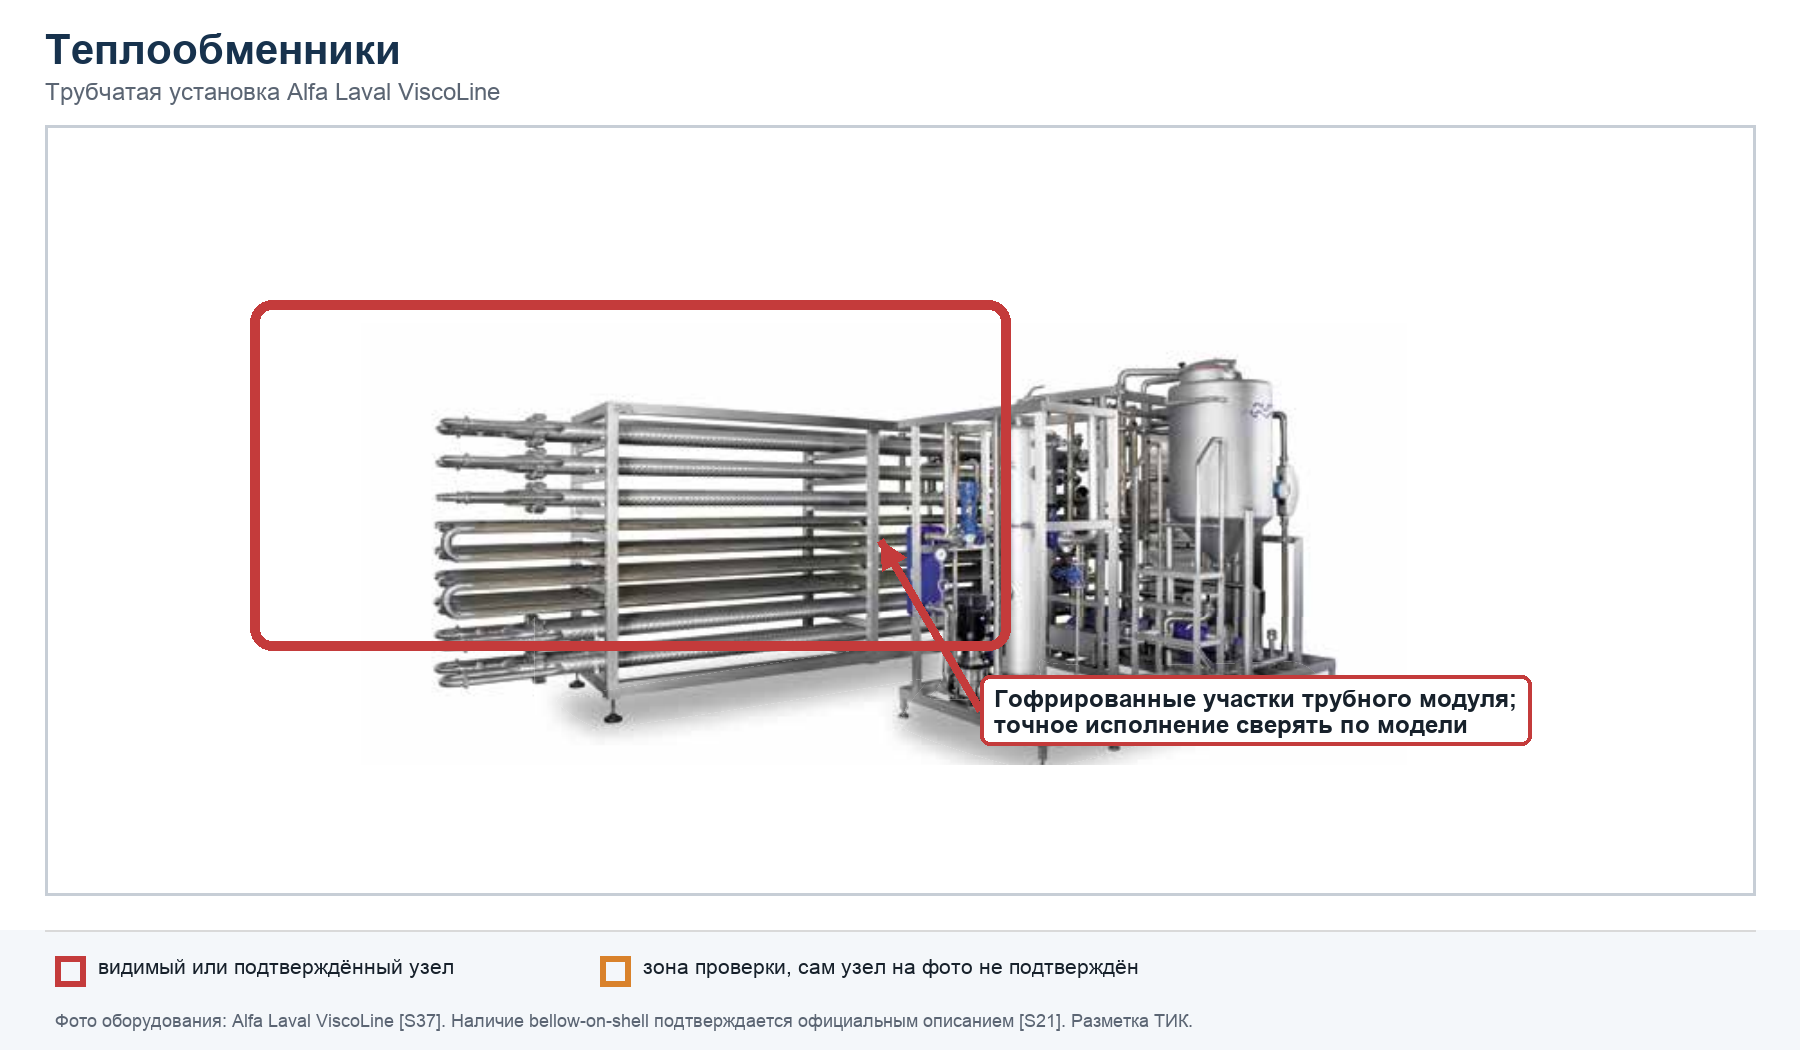 Теплообменники
Трубчатая установка Alfa Laval ViscoLine
Гофрированные участки трубного модуля;
точное исполнение сверять по модели
видимый или подтверждённый узел
зона проверки, сам узел на фото не подтверждён
Фото оборудования: Alfa Laval ViscoLine [S37]. Наличие bellow-on-shell подтверждается официальным описанием [S21]. Разметка ТИК.